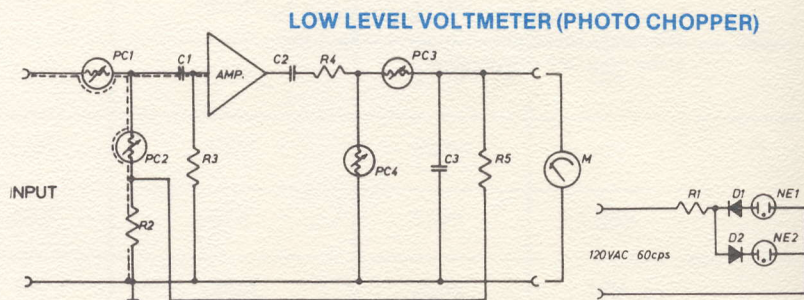 LOW LEVEL VOLTMETER (PHOTO CHOPPER)
PC1
C1
AMP.
C2
R4
PC3
PC2
R3
PC4
C3
R5
M
INPUT
R2
R1
D1
NE1
D2
NE2
120VAC 60cps